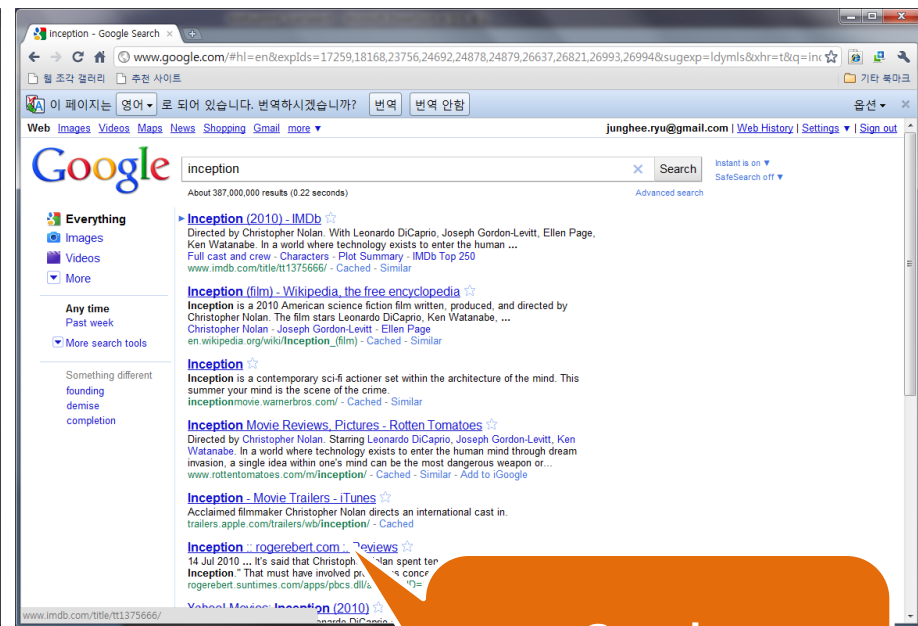 inception - Google Search
www.google.com/#hl=en&expIds=17259,18168,23756,24692,24878,24879,26637,26821,26993,26994&sugexp=ldymls&xhr=t&q=inc
웹 조각 갤러리 추천 사이트 기타 북마크
이 페이지는 영어 로 되어 있습니다. 번역하시겠습니까? 번역 번역 안함 옵션
Web Images Videos Maps News Shopping Gmail more ▼ junghee.ryu@gmail.com | Web History | Settings ▼ | Sign out
Google inception Search
Instant is on ▼
SafeSearch off ▼
About 387,000,000 results (0.22 seconds) Advanced search
Everything
Images
Videos
More
Any time
Past week
More search tools
Something different
founding
demise
completion
Inception (2010) - IMDb
Directed by Christopher Nolan. With Leonardo DiCaprio, Joseph Gordon-Levitt, Ellen Page,
Ken Watanabe. In a world where technology exists to enter the human ...
Full cast and crew - Characters - Plot Summary - IMDb Top 250
www.imdb.com/title/tt1375666/ - Cached - Similar
Inception (film) - Wikipedia, the free encyclopedia
Inception is a 2010 American science fiction film written, produced, and directed by
Christopher Nolan. The film stars Leonardo DiCaprio, Ken Watanabe, ...
Christopher Nolan - Joseph Gordon-Levitt - Ellen Page
en.wikipedia.org/wiki/Inception_(film) - Cached - Similar
Inception
Inception is a contemporary sci-fi actioner set within the architecture of the mind. This
summer your mind is the scene of the crime.
inceptionmovie.warnerbros.com/ - Cached - Similar
Inception Movie Reviews, Pictures - Rotten Tomatoes
Directed by Christopher Nolan. Starring Leonardo DiCaprio, Joseph Gordon-Levitt, Ken
Watanabe. In a world where technology exists to enter the human mind through dream
invasion, a single idea within one's mind can be the most dangerous weapon or...
www.rottentomatoes.com/m/inception/ - Cached - Similar - Add to iGoogle
Inception - Movie Trailers - iTunes
Acclaimed filmmaker Christopher Nolan directs an international cast in.
trailers.apple.com/trailers/wb/inception/ - Cached
Inception :: rogerebert.com :: Reviews
14 Jul 2010 ... It's said that Christoph lan spent ten
Inception." That must have involved pr s conce
rogerebert.suntimes.com/apps/pbcs.dll/a ID=
Yahoo! Movies: Inception (2010)
www.imdb.com/title/tt1375666/